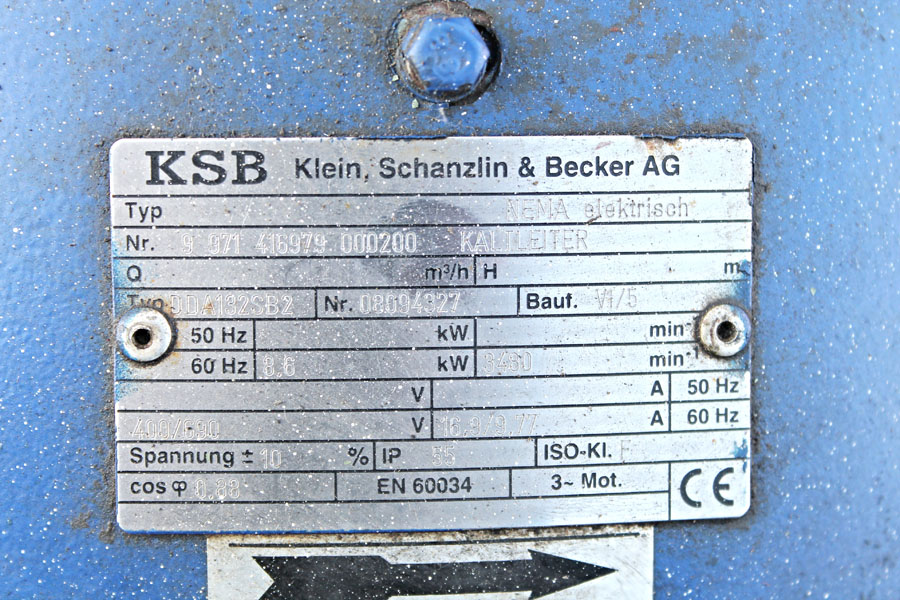 KSB Klein, Schanzlin & Becker AG
Typ NEMA elektrisch
Nr. 9 971 416979 000200 KALTLEITER
Q m³/h H m
Typ DDA132SB2 Nr. 08094327 Bauf. V1/5
50 Hz kW min⁻¹
60 Hz 8.6 kW 3480 min⁻¹
V A 50 Hz
400/690 V 16.9/9.77 A 60 Hz
Spannung ± 10 % IP 55 ISO-Kl. F
cos φ 0.88 EN 60034 3~ Mot. CE